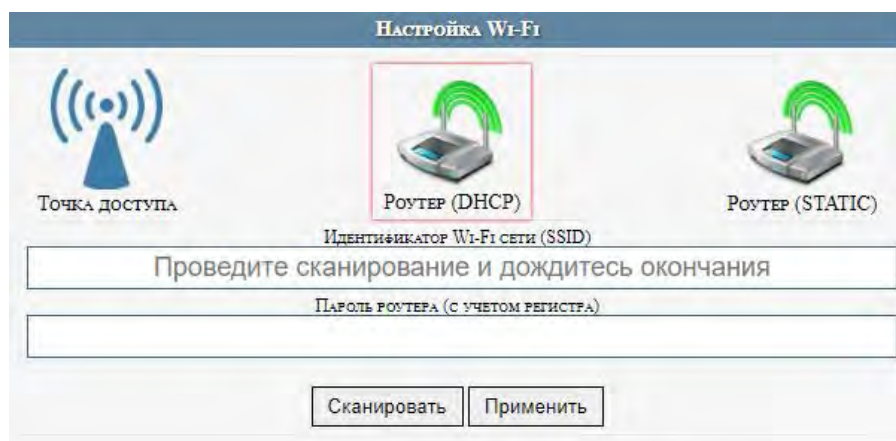 Настройка Wi-Fi
Точка доступа
Роутер (DHCP)
Роутер (STATIC)
Идентификатор Wi-Fi сети (SSID)
Проведите сканирование и дождитесь окончания
Пароль роутера (с учетом регистра)
Сканировать
Применить